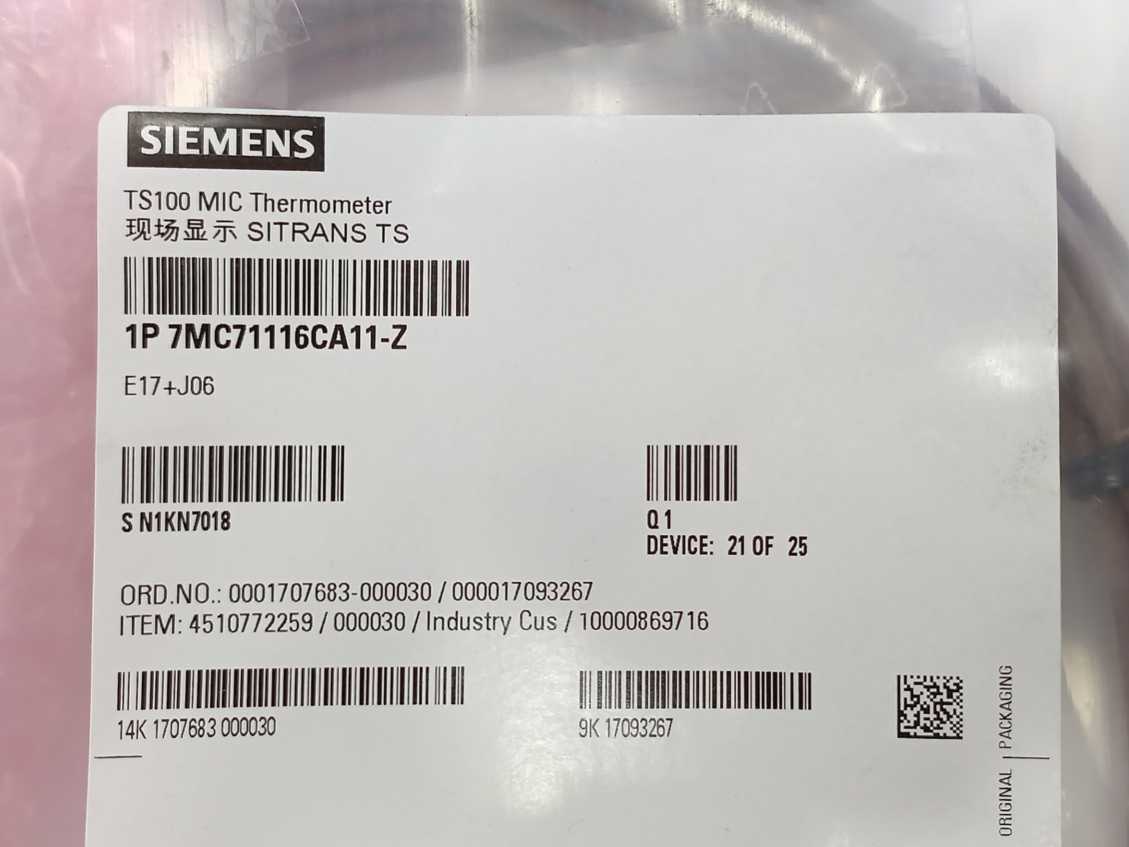 SIEMENS
TS100 MIC Thermometer
现场显示 SITRANS TS
1P 7MC71116CA11-Z
E17+J06
S N1KN7018
Q 1
DEVICE: 21 OF 25
ORD.NO.: 0001707683-000030 / 000017093267
ITEM: 4510772259 / 000030 / Industry Cus / 10000869716
14K 1707683 000030
9K 17093267
ORIGINAL PACKAGING